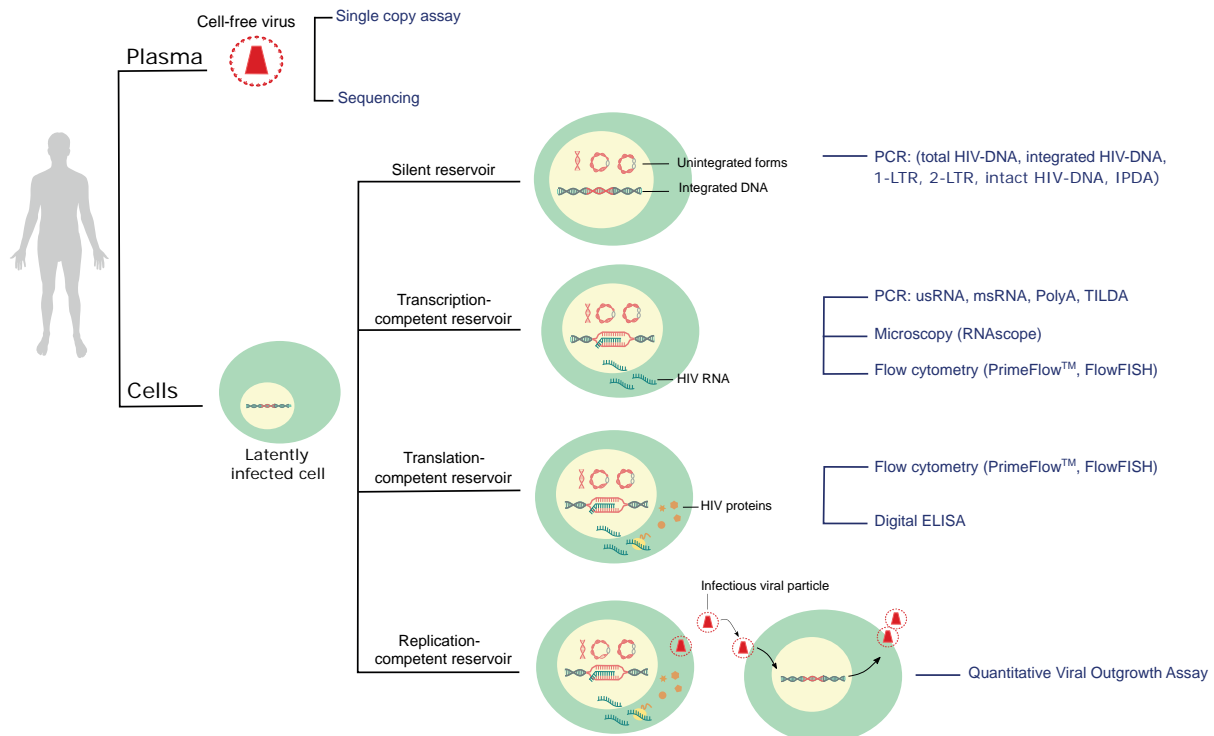 Cell-free virus
Plasma
Single copy assay
Sequencing
Silent reservoir
Unintegrated forms
Integrated DNA
PCR: (total HIV-DNA, integrated HIV-DNA,
1-LTR, 2-LTR, intact HIV-DNA, IPDA)
Transcription-
competent reservoir
HIV RNA
PCR: usRNA, msRNA, PolyA, TILDA
Microscopy (RNAscope)
Flow cytometry (PrimeFlow™, FlowFISH)
Cells
Latently
infected cell
Translation-
competent reservoir
HIV proteins
Flow cytometry (PrimeFlow™, FlowFISH)
Digital ELISA
Infectious viral particle
Replication-
competent reservoir
Quantitative Viral Outgrowth Assay